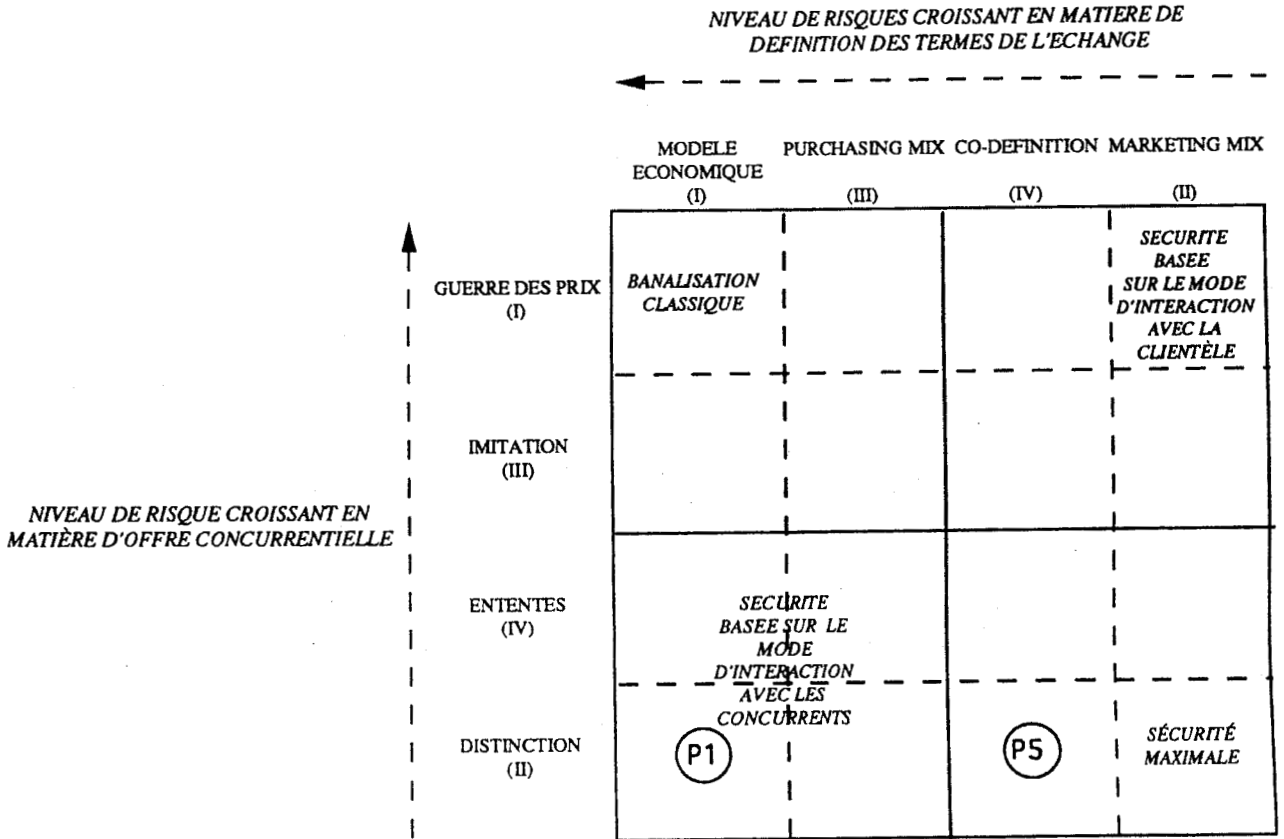 NIVEAU DE RISQUES CROISSANT EN MATIERE DE
DEFINITION DES TERMES DE L'ECHANGE
MODELE
ECONOMIQUE
(I)
PURCHASING MIX
(III)
CO-DEFINITION
(IV)
MARKETING MIX
(II)
GUERRE DES PRIX
(I)
BANALISATION
CLASSIQUE
SECURITE
BASEE
SUR LE MODE
D'INTERACTION
AVEC LA
CLIENTÈLE
IMITATION
(III)
NIVEAU DE RISQUE CROISSANT EN
MATIÈRE D'OFFRE CONCURRENTIELLE
ENTENTES
(IV)
SECURITE
BASEE SUR LE
MODE
D'INTERACTION
AVEC LES
CONCURRENTS
DISTINCTION
(II)
P1
P5
SÉCURITÉ
MAXIMALE